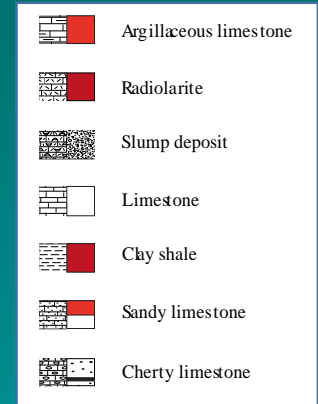 Argillaceous limestone
Radiolarite
Slump deposit
Limestone
Clay shale
Sandy limestone
Cherty limestone